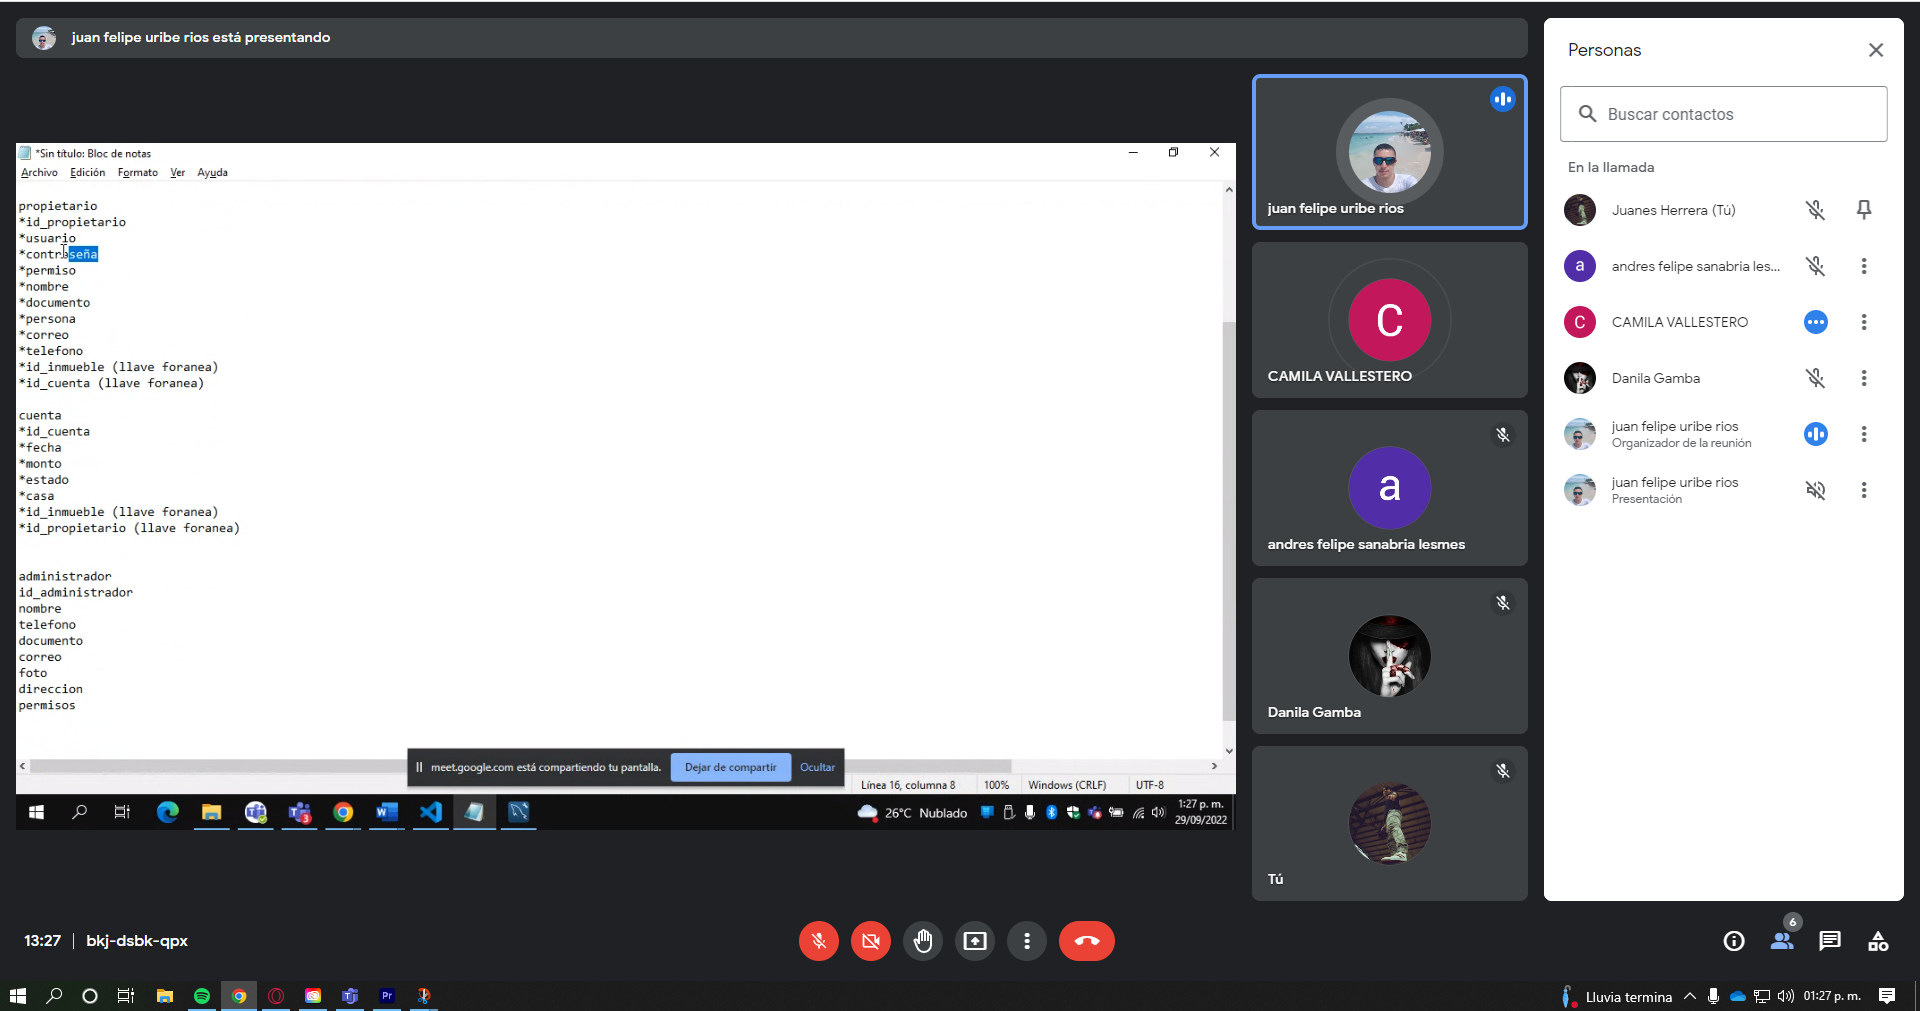 juan felipe uribe rios está presentando
*Sin título: Bloc de notas
Archivo Edición Formato Ver Ayuda
propietario
*id_propietario
*usuario
*contraseña
*permiso
*nombre
*documento
*persona
*correo
*telefono
*id_inmueble (llave foranea)
*id_cuenta (llave foranea)
cuenta
*id_cuenta
*fecha
*monto
*estado
*casa
*id_inmueble (llave foranea)
*id_propietario (llave foranea)
administrador
id_administrador
nombre
telefono
documento
correo
foto
direccion
permisos
meet.google.com está compartiendo tu pantalla. Dejar de compartir Ocultar
Línea 16, columna 8 100% Windows (CRLF) UTF-8
26°C Nublado
1:27 p. m.
29/09/2022
juan felipe uribe rios
C
CAMILA VALLESTERO
a
andres felipe sanabria lesmes
Danila Gamba
Tú
Personas
Buscar contactos
En la llamada
Juanes Herrera (Tú)
a andres felipe sanabria les...
C CAMILA VALLESTERO
Danila Gamba
juan felipe uribe rios
Organizador de la reunión
juan felipe uribe rios
Presentación
13:27 | bkj-dsbk-qpx
6
Pr
Lluvia termina 01:27 p. m.